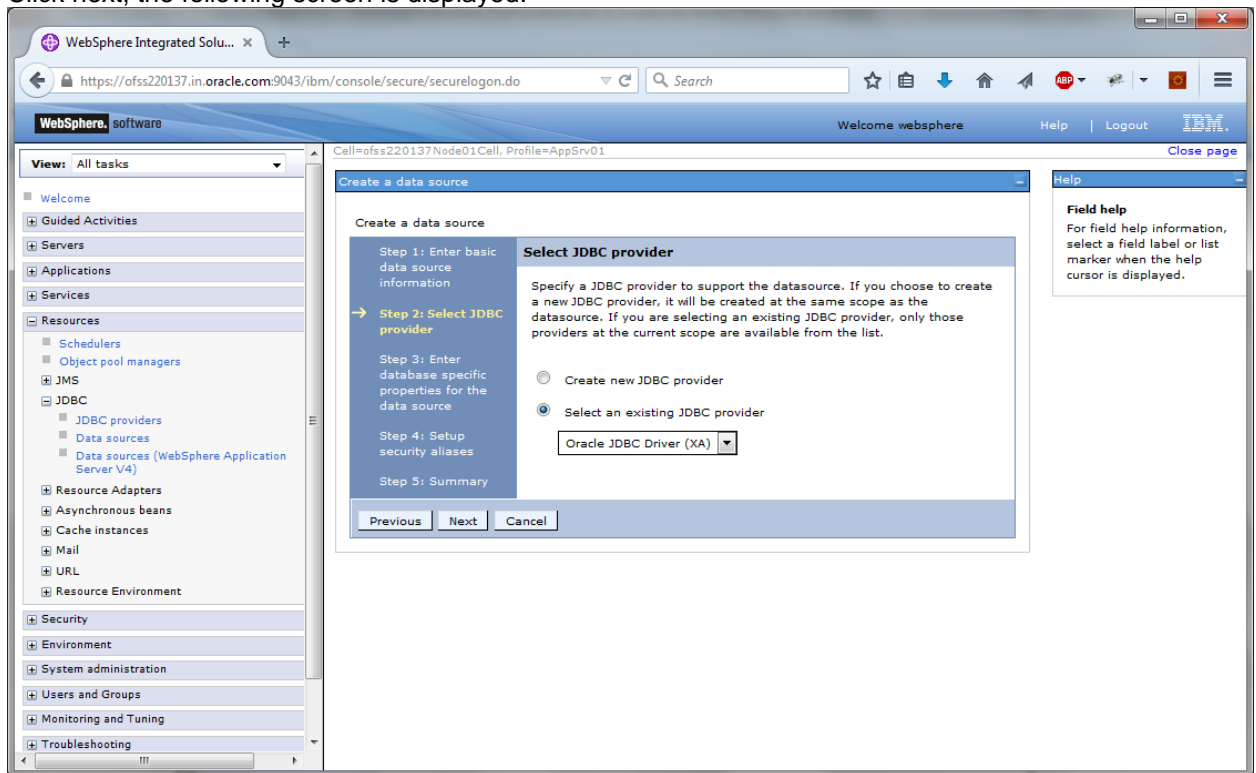 Click next, the following screen is displayed:
WebSphere Integrated Solu... × +
https://ofss220137.in.oracle.com:9043/ibm/console/secure/securelogon.do
Search
ABP
WebSphere. software
Welcome websphere
Help | Logout
IBM.
View: All tasks
Welcome
Guided Activities
Servers
Applications
Services
Resources
Schedulers
Object pool managers
JMS
JDBC
JDBC providers
Data sources
Data sources (WebSphere Application
Server V4)
Resource Adapters
Asynchronous beans
Cache instances
Mail
URL
Resource Environment
Security
Environment
System administration
Users and Groups
Monitoring and Tuning
Troubleshooting
Cell=ofss220137Node01Cell, Profile=AppSrv01
Close page
Create a data source
Create a data source
Step 1: Enter basic
data source
information
Step 2: Select JDBC
provider
Step 3: Enter
database specific
properties for the
data source
Step 4: Setup
security aliases
Step 5: Summary
Select JDBC provider
Specify a JDBC provider to support the datasource. If you choose to create
a new JDBC provider, it will be created at the same scope as the
datasource. If you are selecting an existing JDBC provider, only those
providers at the current scope are available from the list.
Create new JDBC provider
Select an existing JDBC provider
Oracle JDBC Driver (XA)
Previous Next Cancel
Help
Field help
For field help information,
select a field label or list
marker when the help
cursor is displayed.